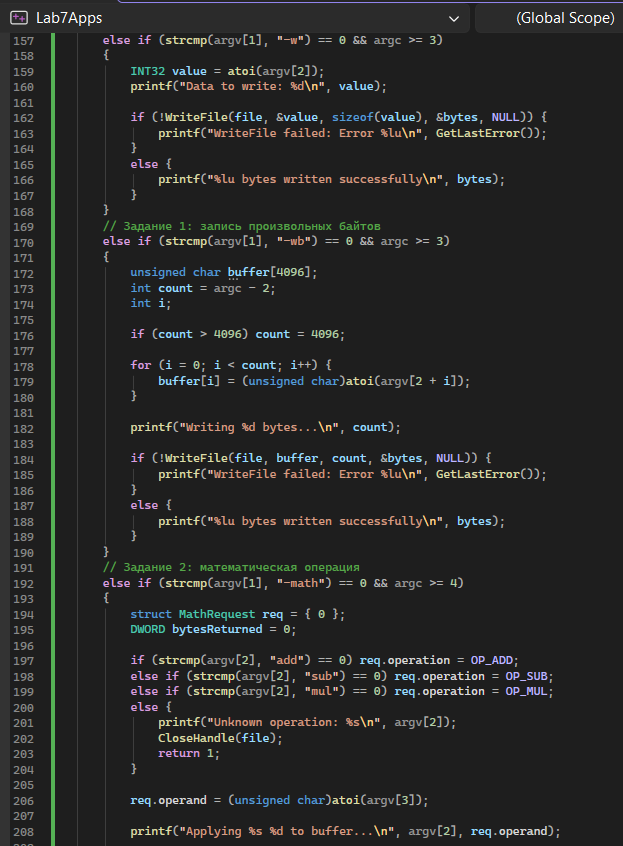 Lab7Apps
(Global Scope)
157 else if (strcmp(argv[1], "-w") == 0 && argc >= 3)
158 {
159 INT32 value = atoi(argv[2]);
160 printf("Data to write: %d\n", value);
161
162 if (!WriteFile(file, &value, sizeof(value), &bytes, NULL)) {
163 printf("WriteFile failed: Error %lu\n", GetLastError());
164 }
165 else {
166 printf("%lu bytes written successfully\n", bytes);
167 }
168 }
169 // Задание 1: запись произвольных байтов
170 else if (strcmp(argv[1], "-wb") == 0 && argc >= 3)
171 {
172 unsigned char buffer[4096];
173 int count = argc - 2;
174 int i;
175
176 if (count > 4096) count = 4096;
177
178 for (i = 0; i < count; i++) {
179 buffer[i] = (unsigned char)atoi(argv[2 + i]);
180 }
181
182 printf("Writing %d bytes...\n", count);
183
184 if (!WriteFile(file, buffer, count, &bytes, NULL)) {
185 printf("WriteFile failed: Error %lu\n", GetLastError());
186 }
187 else {
188 printf("%lu bytes written successfully\n", bytes);
189 }
190 }
191 // Задание 2: математическая операция
192 else if (strcmp(argv[1], "-math") == 0 && argc >= 4)
193 {
194 struct MathRequest req = { 0 };
195 DWORD bytesReturned = 0;
196
197 if (strcmp(argv[2], "add") == 0) req.operation = OP_ADD;
198 else if (strcmp(argv[2], "sub") == 0) req.operation = OP_SUB;
199 else if (strcmp(argv[2], "mul") == 0) req.operation = OP_MUL;
200 else {
201 printf("Unknown operation: %s\n", argv[2]);
202 CloseHandle(file);
203 return 1;
204 }
205
206 req.operand = (unsigned char)atoi(argv[3]);
207
208 printf("Applying %s %d to buffer...\n", argv[2], req.operand);